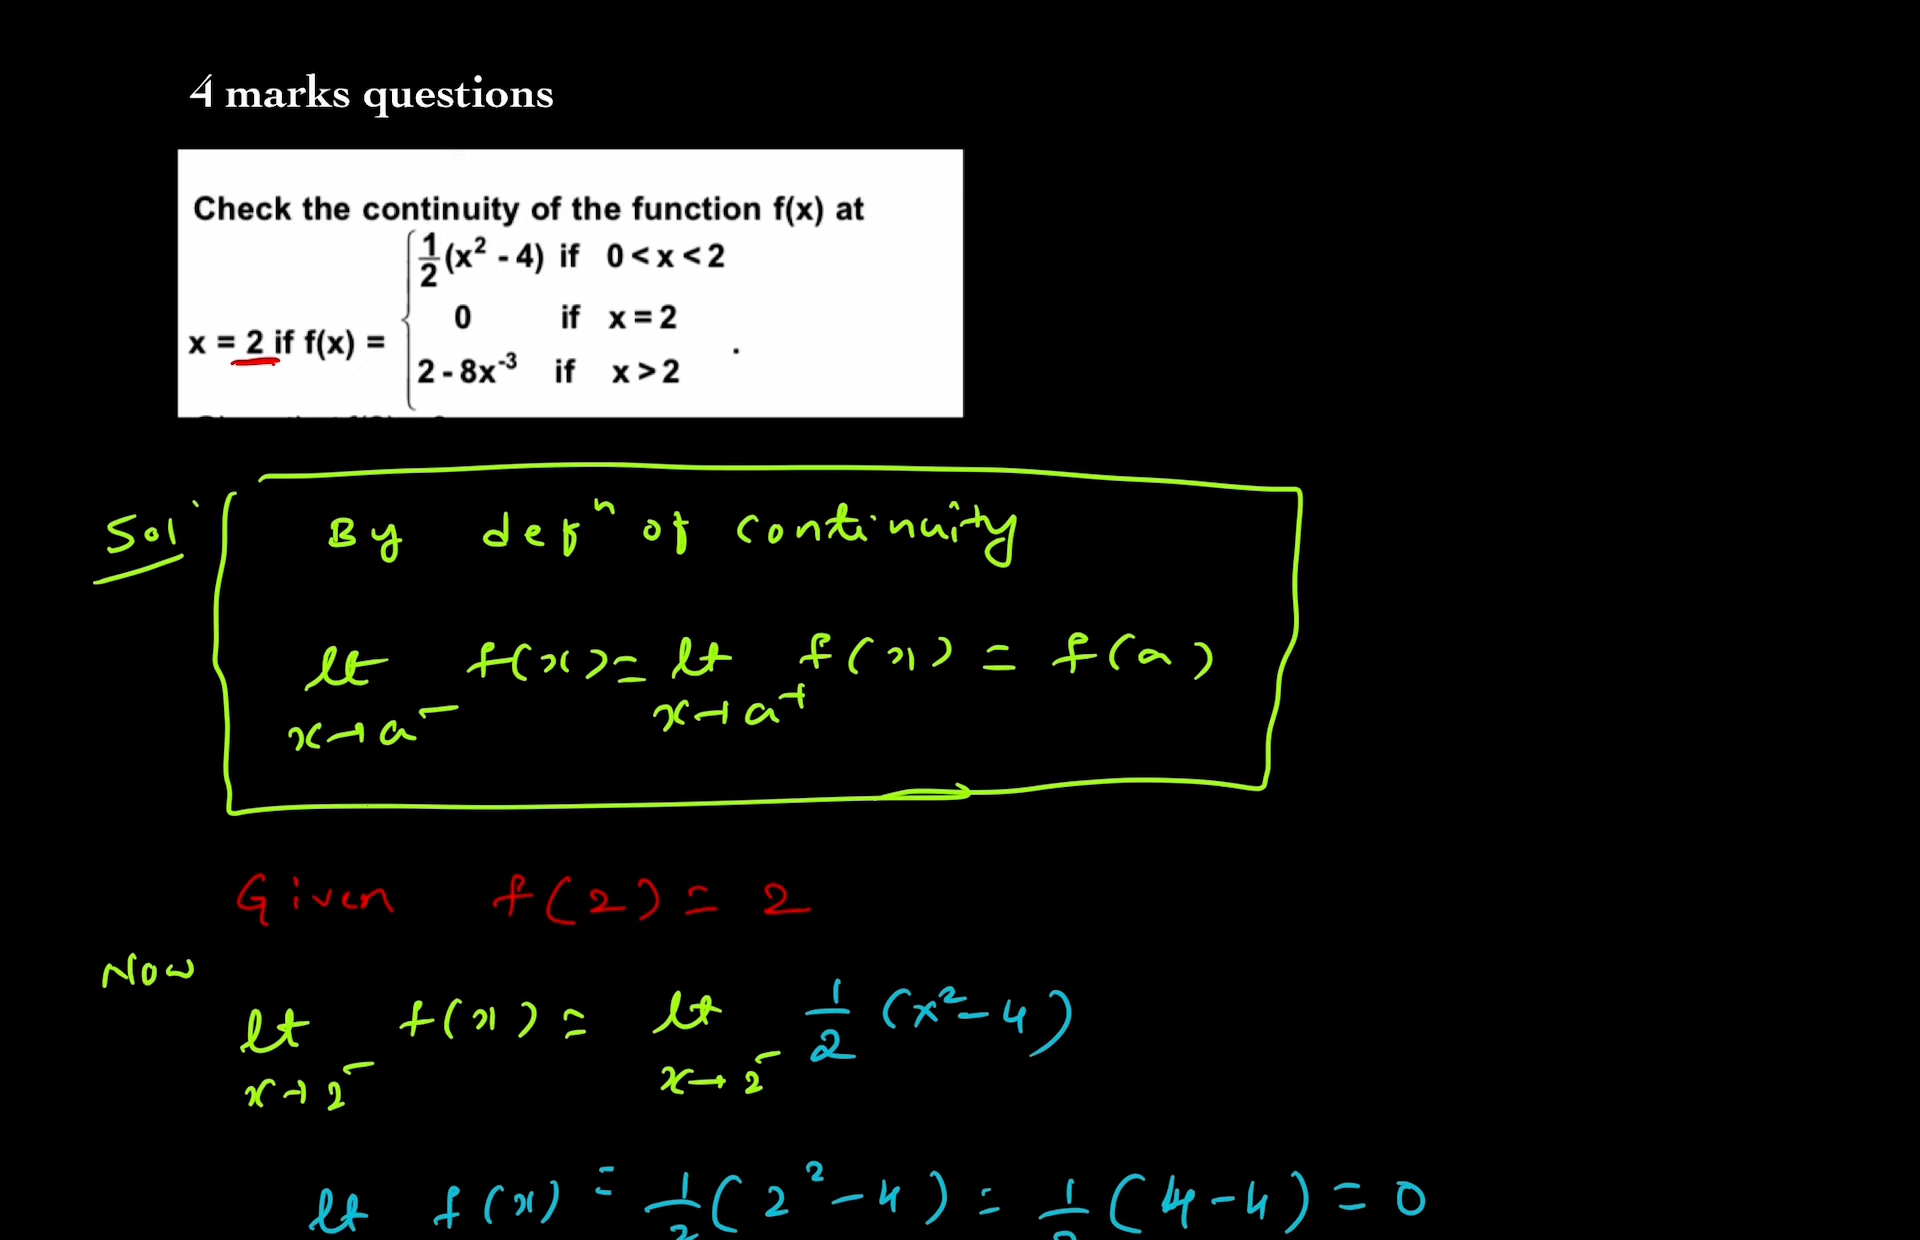 4 marks questions
Check the continuity of the function f(x) at
x = 2 if f(x) =
1/2(x² - 4) if 0 < x < 2
0 if x = 2
2 - 8x⁻³ if x > 2 .
Sol
By defⁿ of continuity
lt f(x) = lt f(x) = f(a)
x→a⁻ x→a⁺
Given f(2) = 2
Now
lt f(x) = lt 1/2 (x² - 4)
x→2⁻ x→2⁻
lt f(x) = 1/2 (2² - 4) = 1/2 (4 - 4) = 0